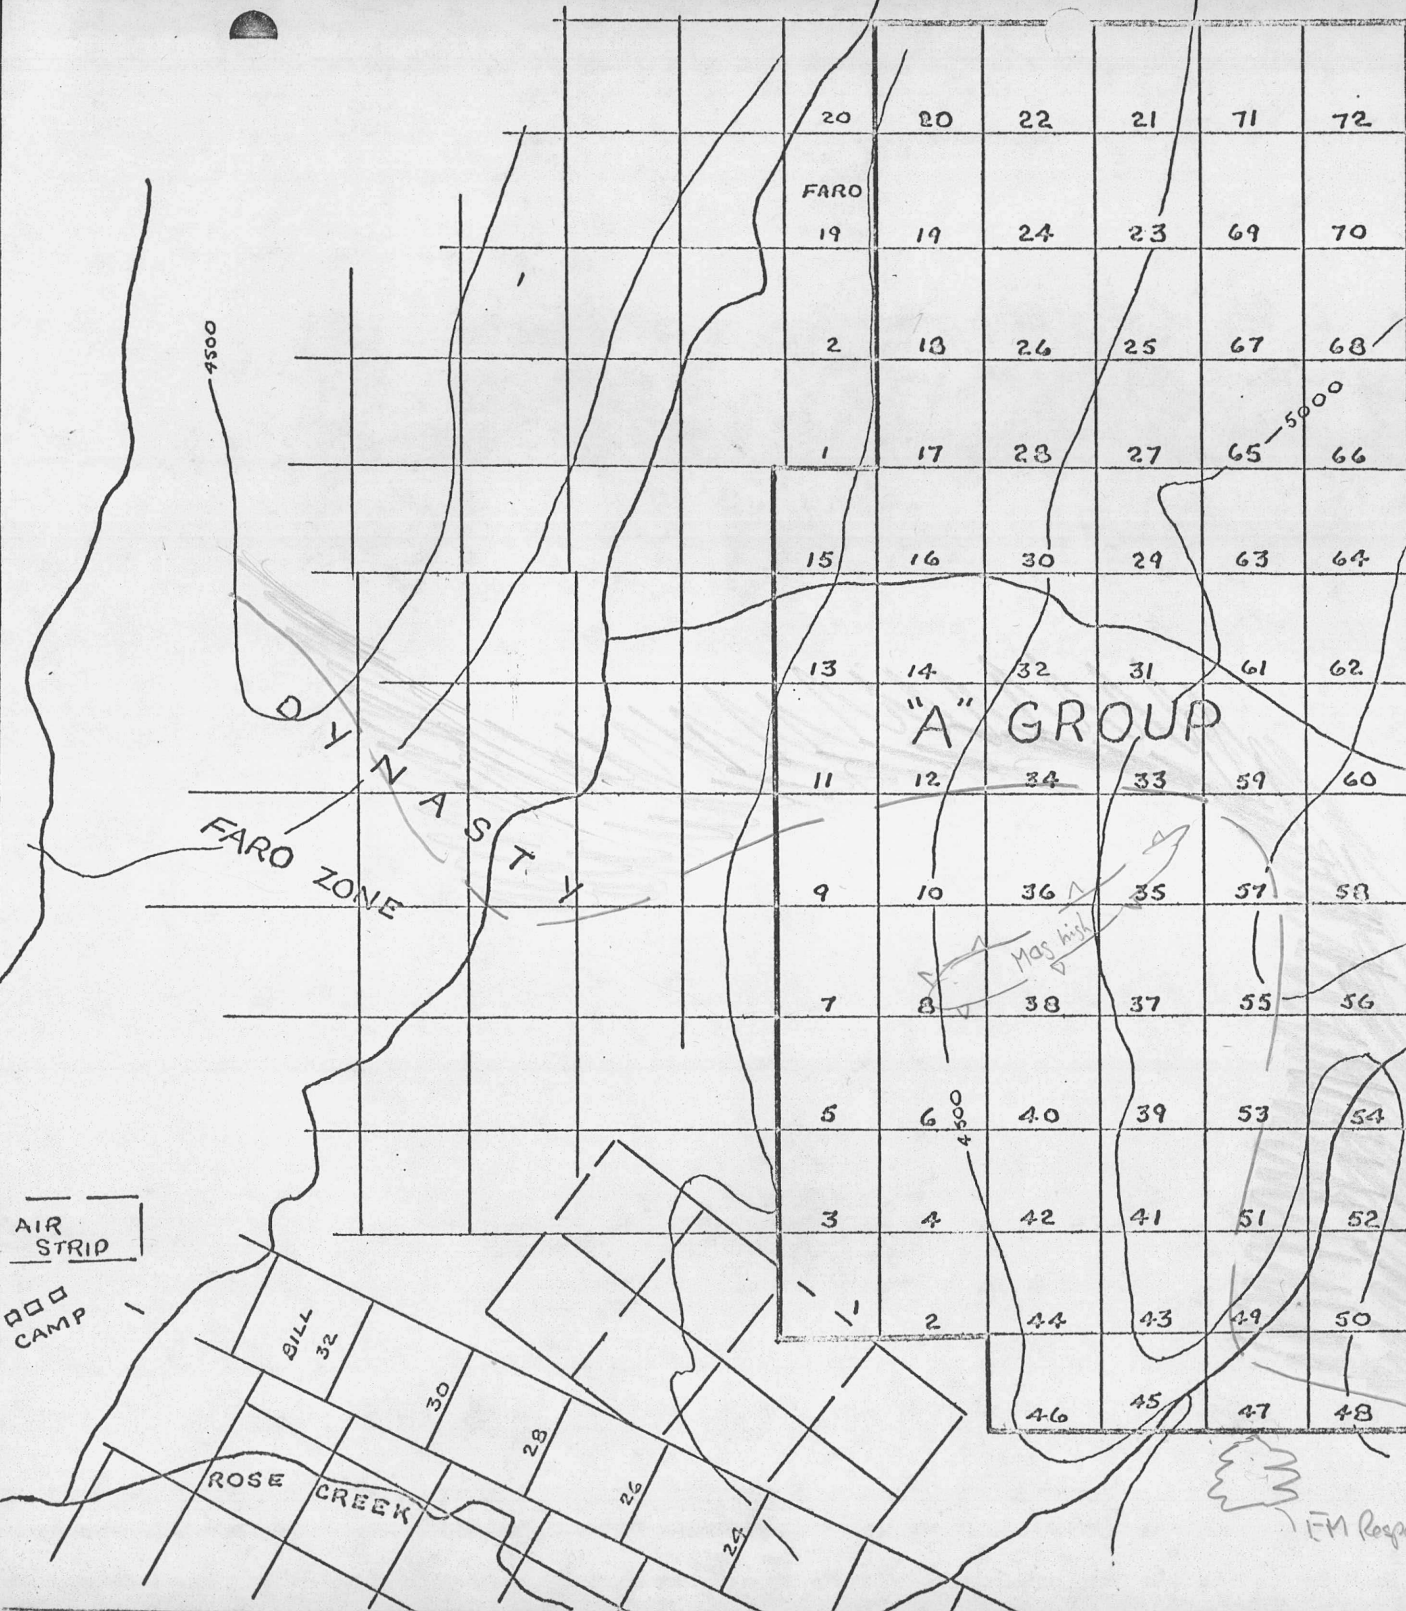 20 20 22 21 71 72
FARO
19 19 24 23 69 70
4500
2 18 26 25 67 68
5000
1 17 28 27 65 66
15 16 30 29 63 64
13 14 32 31 61 62
DYNASTY
"A" GROUP
11 12 34 33 59 60
FARO ZONE
9 10 36 35 57 58
Mag high
7 8 38 37 55 56
5 6 40 39 53 54
4500
3 4 42 41 51 52
AIR
STRIP
CAMP
1 2 44 43 49 50
BILL
32
30
28
26
24
46 45 47 48
ROSE CREEK
EM